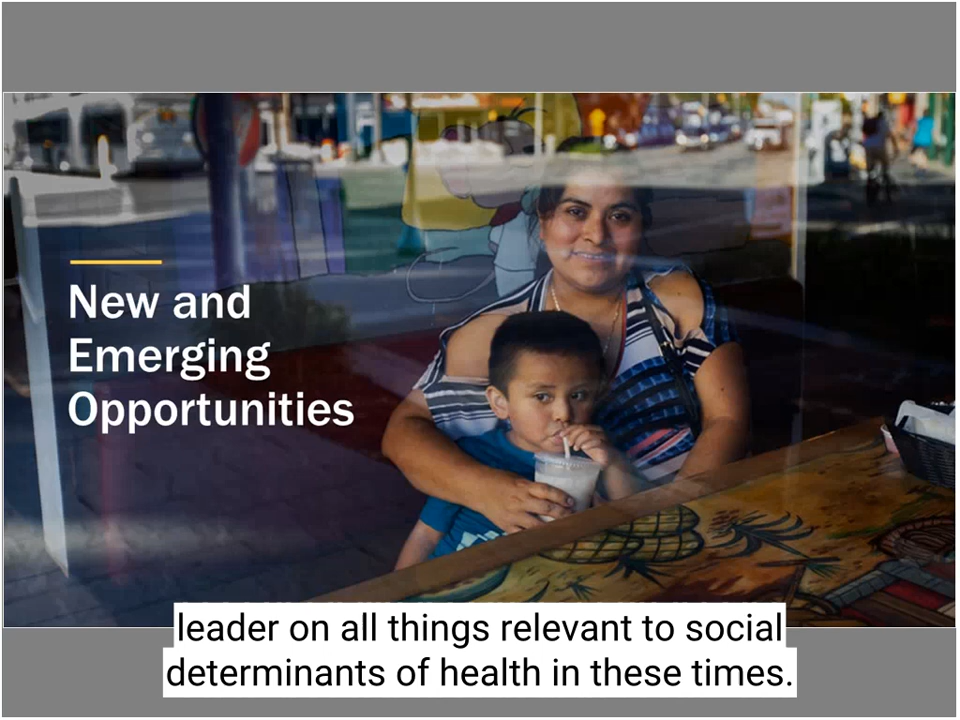 New and
Emerging
Opportunities
leader on all things relevant to social
determinants of health in these times.